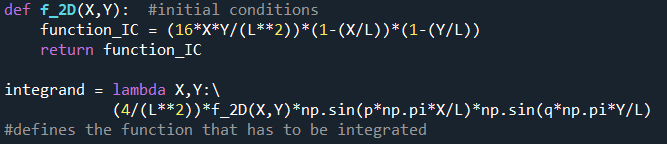 def f_2D(X,Y):  #initial conditions
    function_IC = (16*X*Y/(L**2))*(1-(X/L))*(1-(Y/L))
    return function_IC
integrand = lambda X,Y:\
            (4/(L**2))*f_2D(X,Y)*np.sin(p*np.pi*X/L)*np.sin(q*np.pi*Y/L)
#defines the function that has to be integrated